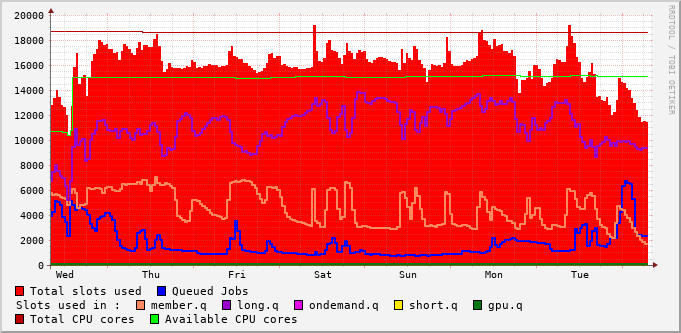 20000
18000
16000
14000
12000
10000
8000
6000
4000
2000
0
Wed Thu Fri Sat Sun Mon Tue
RRDTOOL / TOBI OETIKER
Total slots used Queued Jobs
Slots used in : member.q long.q ondemand.q short.q gpu.q
Total CPU cores Available CPU cores